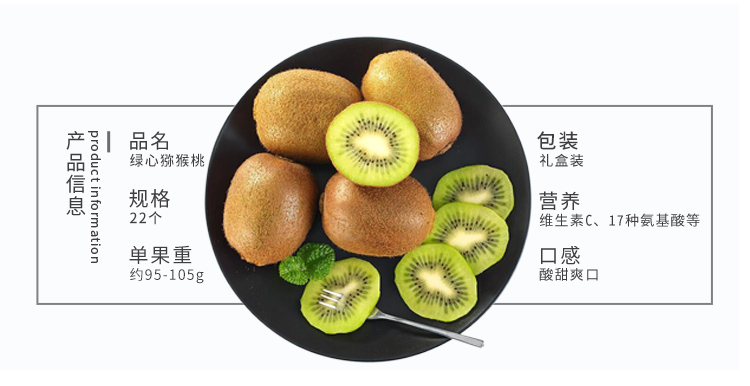 产品信息
product information
品名
绿心猕猴桃
规格
22个
单果重
约95-105g
包装
礼盒装
营养
维生素C、17种氨基酸等
口感
酸甜爽口